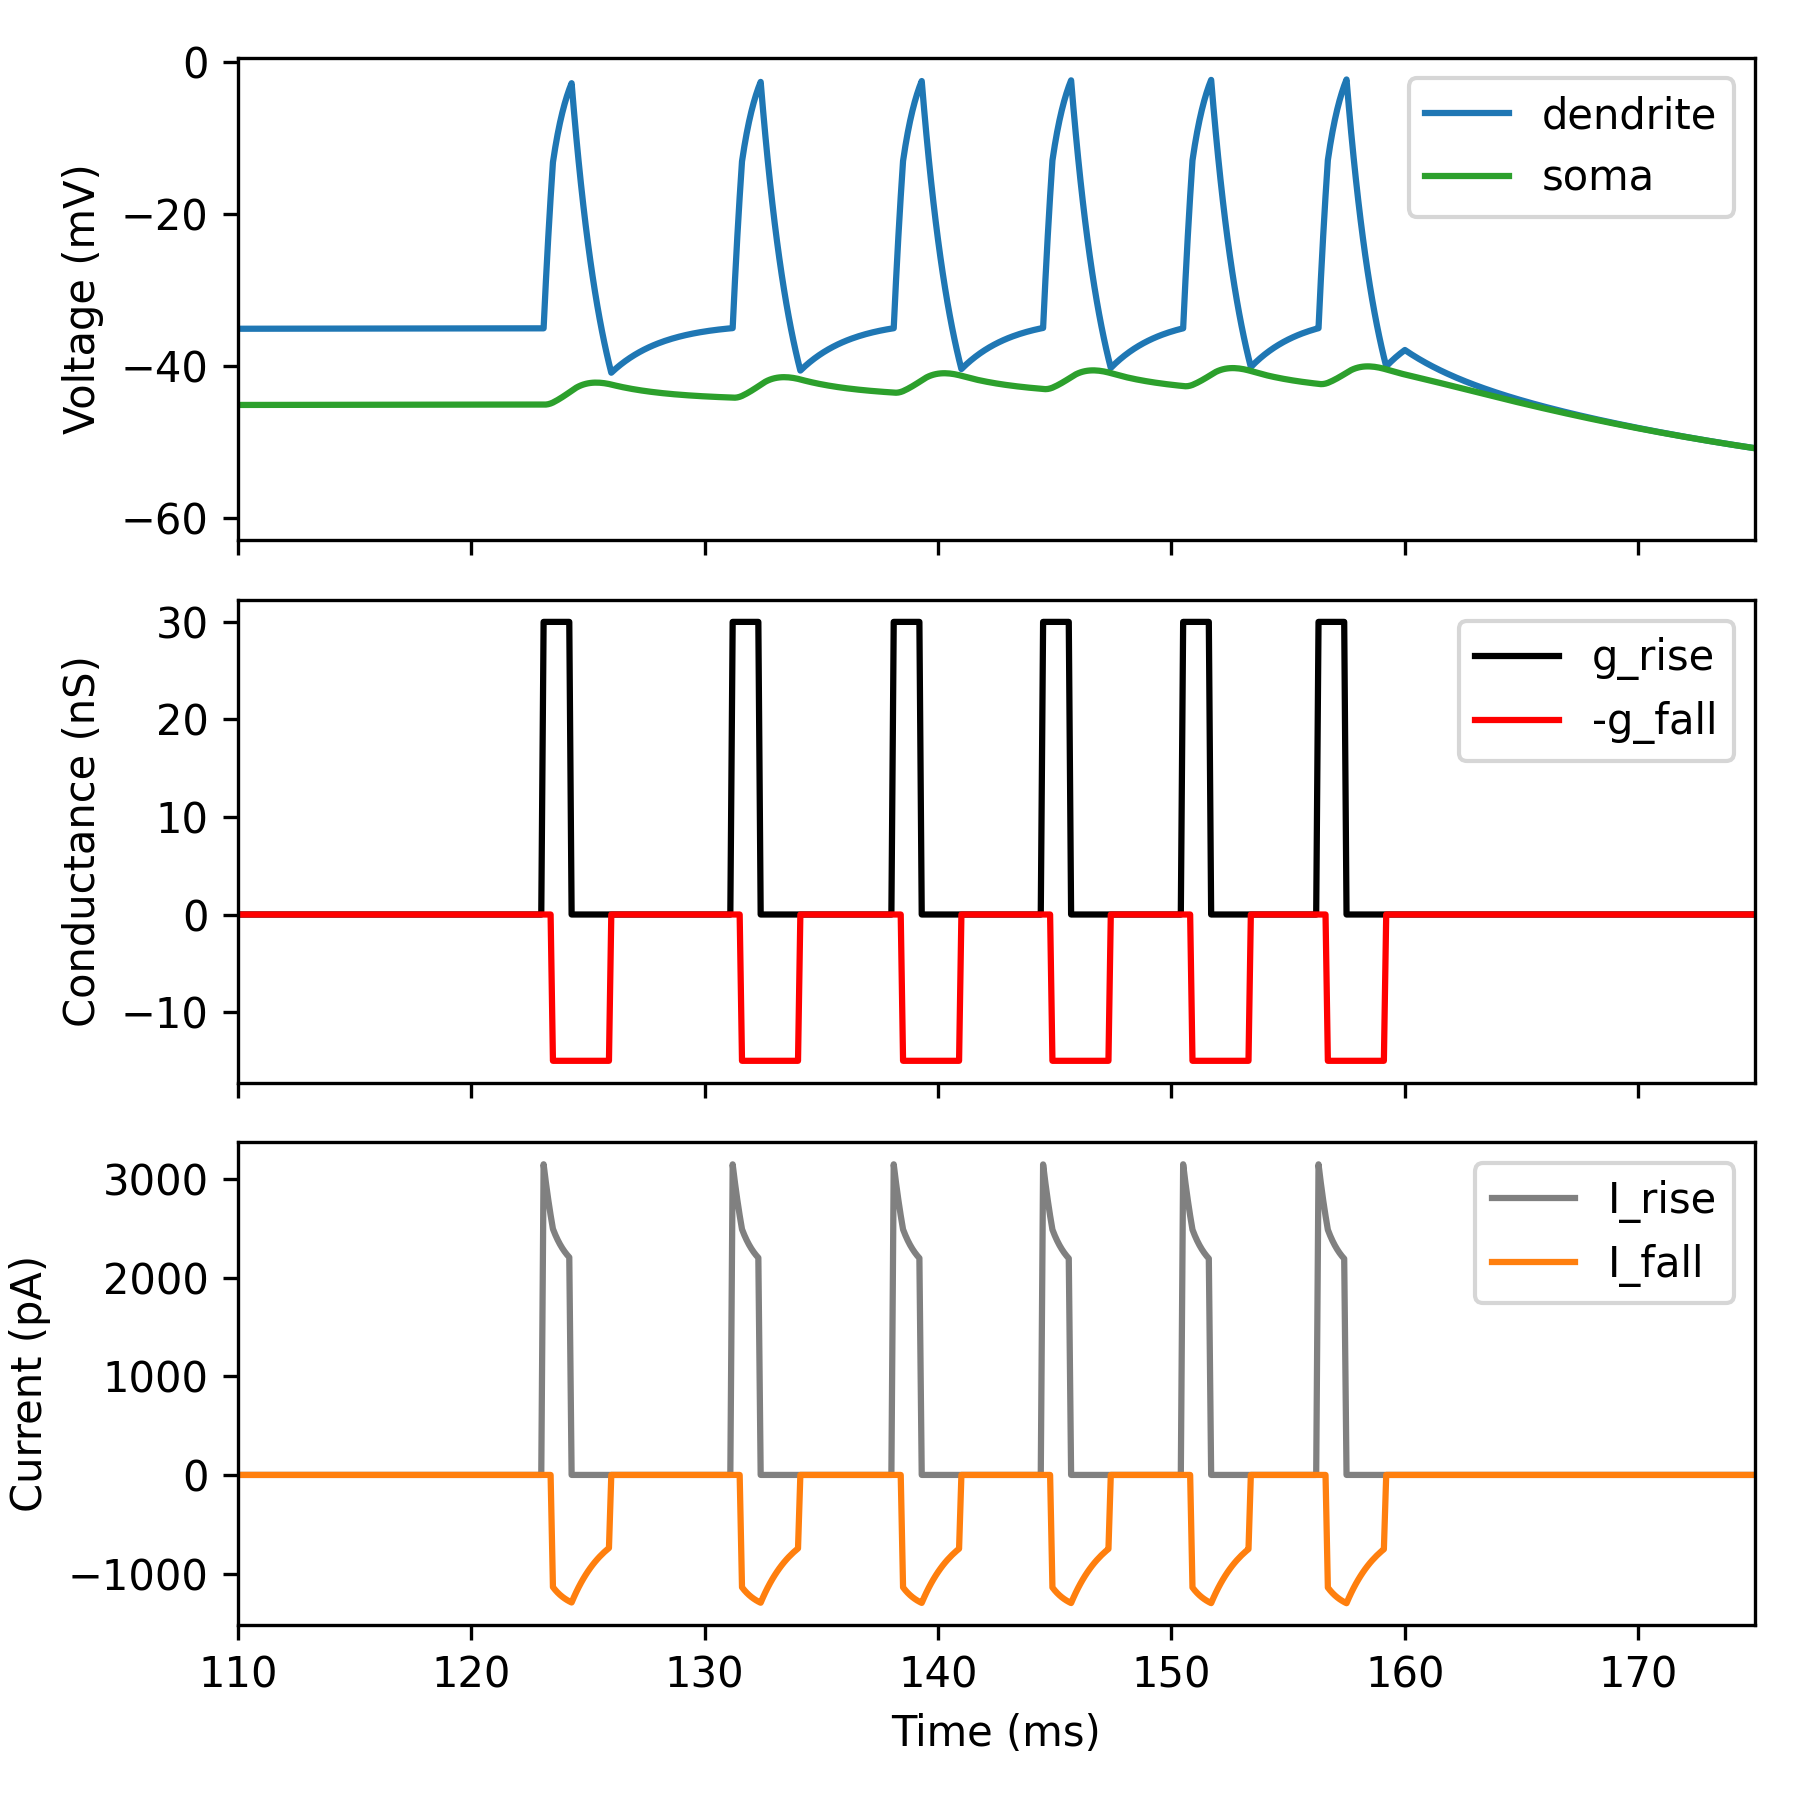 0
−20
−40
−60
Voltage (mV)
dendrite
soma
30
20
10
0
−10
Conductance (nS)
g_rise
-g_fall
3000
2000
1000
0
−1000
Current (pA)
I_rise
I_fall
110 120 130 140 150 160 170
Time (ms)